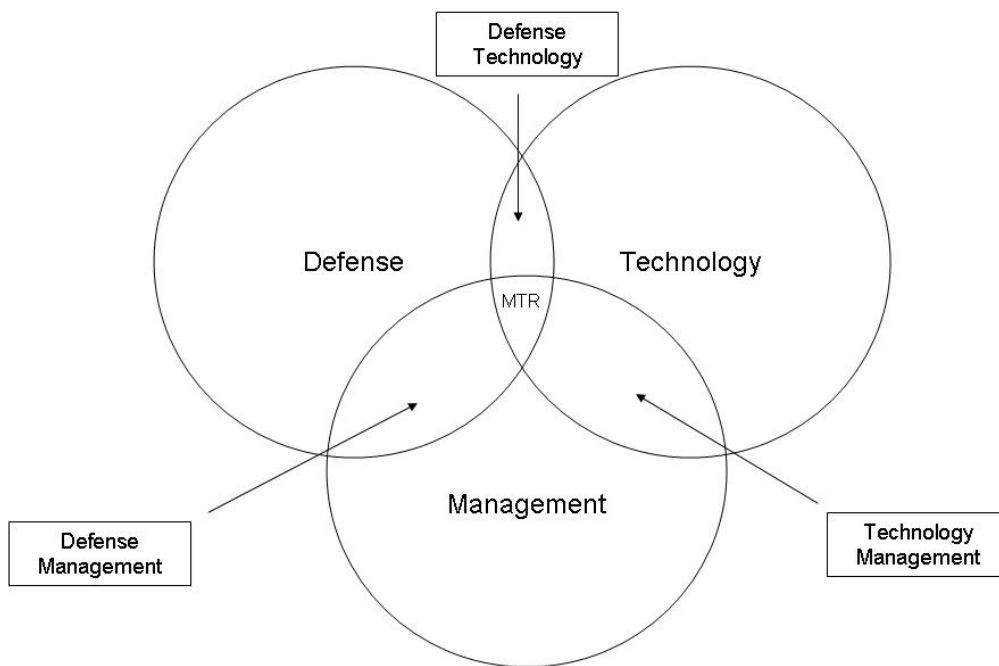 Defense
Technology
Defense
Technology
MTR
Management
Defense
Management
Technology
Management